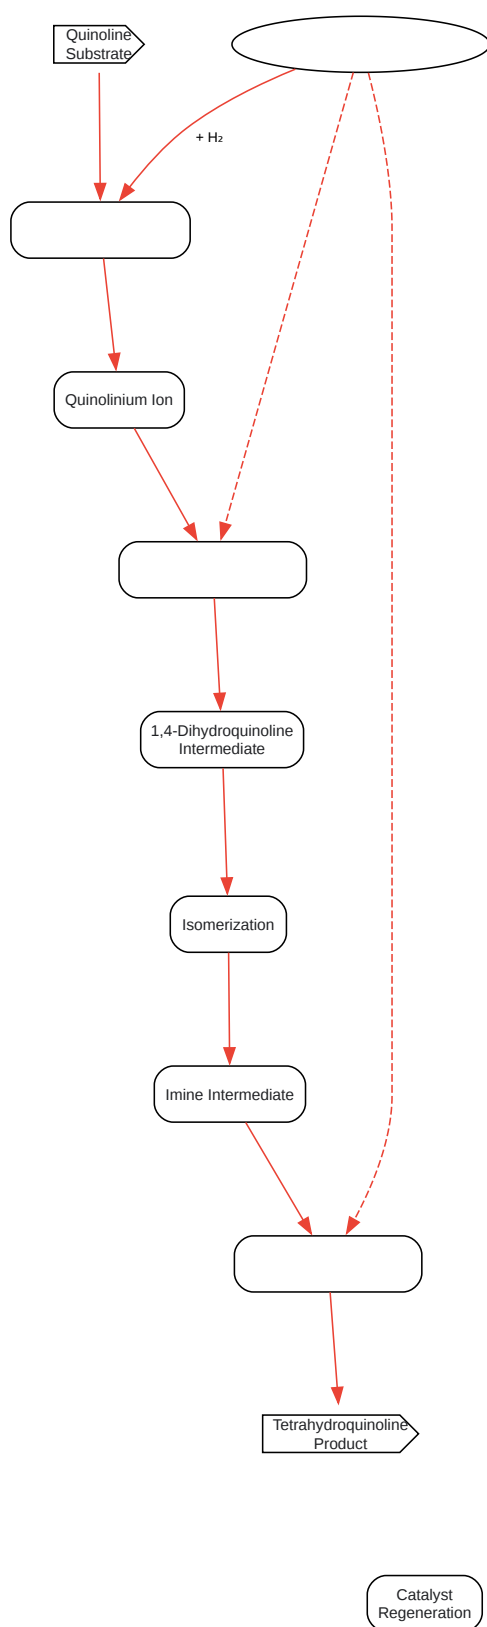 Quinoline
Substrate
+ H₂
Quinolinium Ion
1,4-Dihydroquinoline
Intermediate
Isomerization
Imine Intermediate
Tetrahydroquinoline
Product
Catalyst
Regeneration